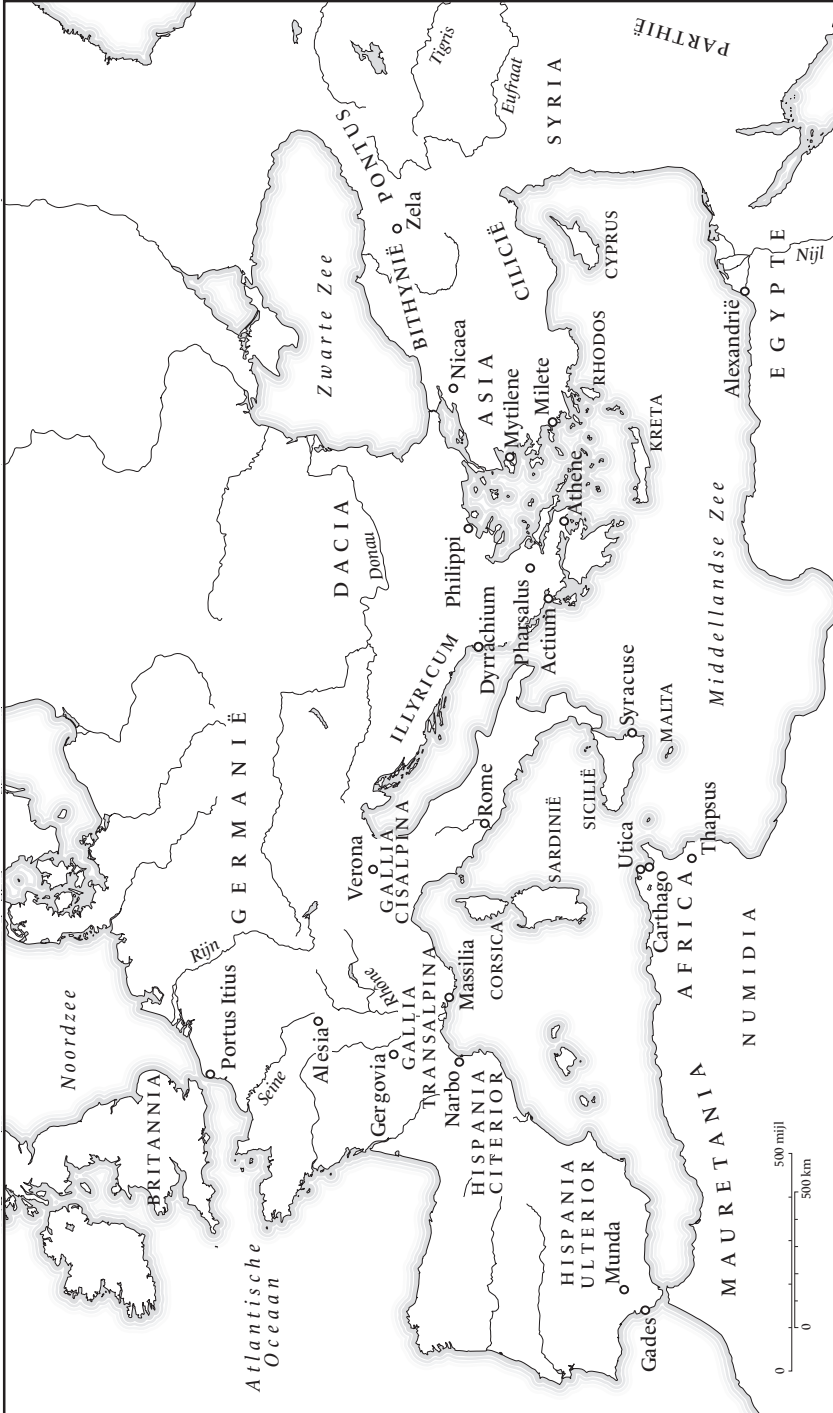 Noordzee
BRITANNIA
Atlantische
Oceaan
Portus Itius
Seine
Alesia
Gergovia
Rijn
Rhône
GALLIA
TRANSALPINA
Narbo
Massilia
HISPANIA
CITERIOR
HISPANIA
ULTERIOR
Munda
Gades
GERMANIË
Verona
GALLIA
CISALPINA
CORSICA
SARDINIË
Rome
SICILIË
Syracuse
MALTA
Utica
Carthago
Thapsus
AFRICA
NUMIDIA
MAURETANIA
ILLYRICUM
DACIA
Donau
Dyrrachium
Philippi
Pharsalus
Actium
Athene
Zwarte Zee
BITHYNIË
PONTUS
Zela
Nicaea
ASIA
Mytilene
Milete
CILICIË
RHODOS
KRETA
CYPRUS
Middellandse Zee
Alexandrië
EGYPTE
Nijl
SYRIA
Tigris
Eufraat
PARTHIË
0
500 mijl
0
500 km